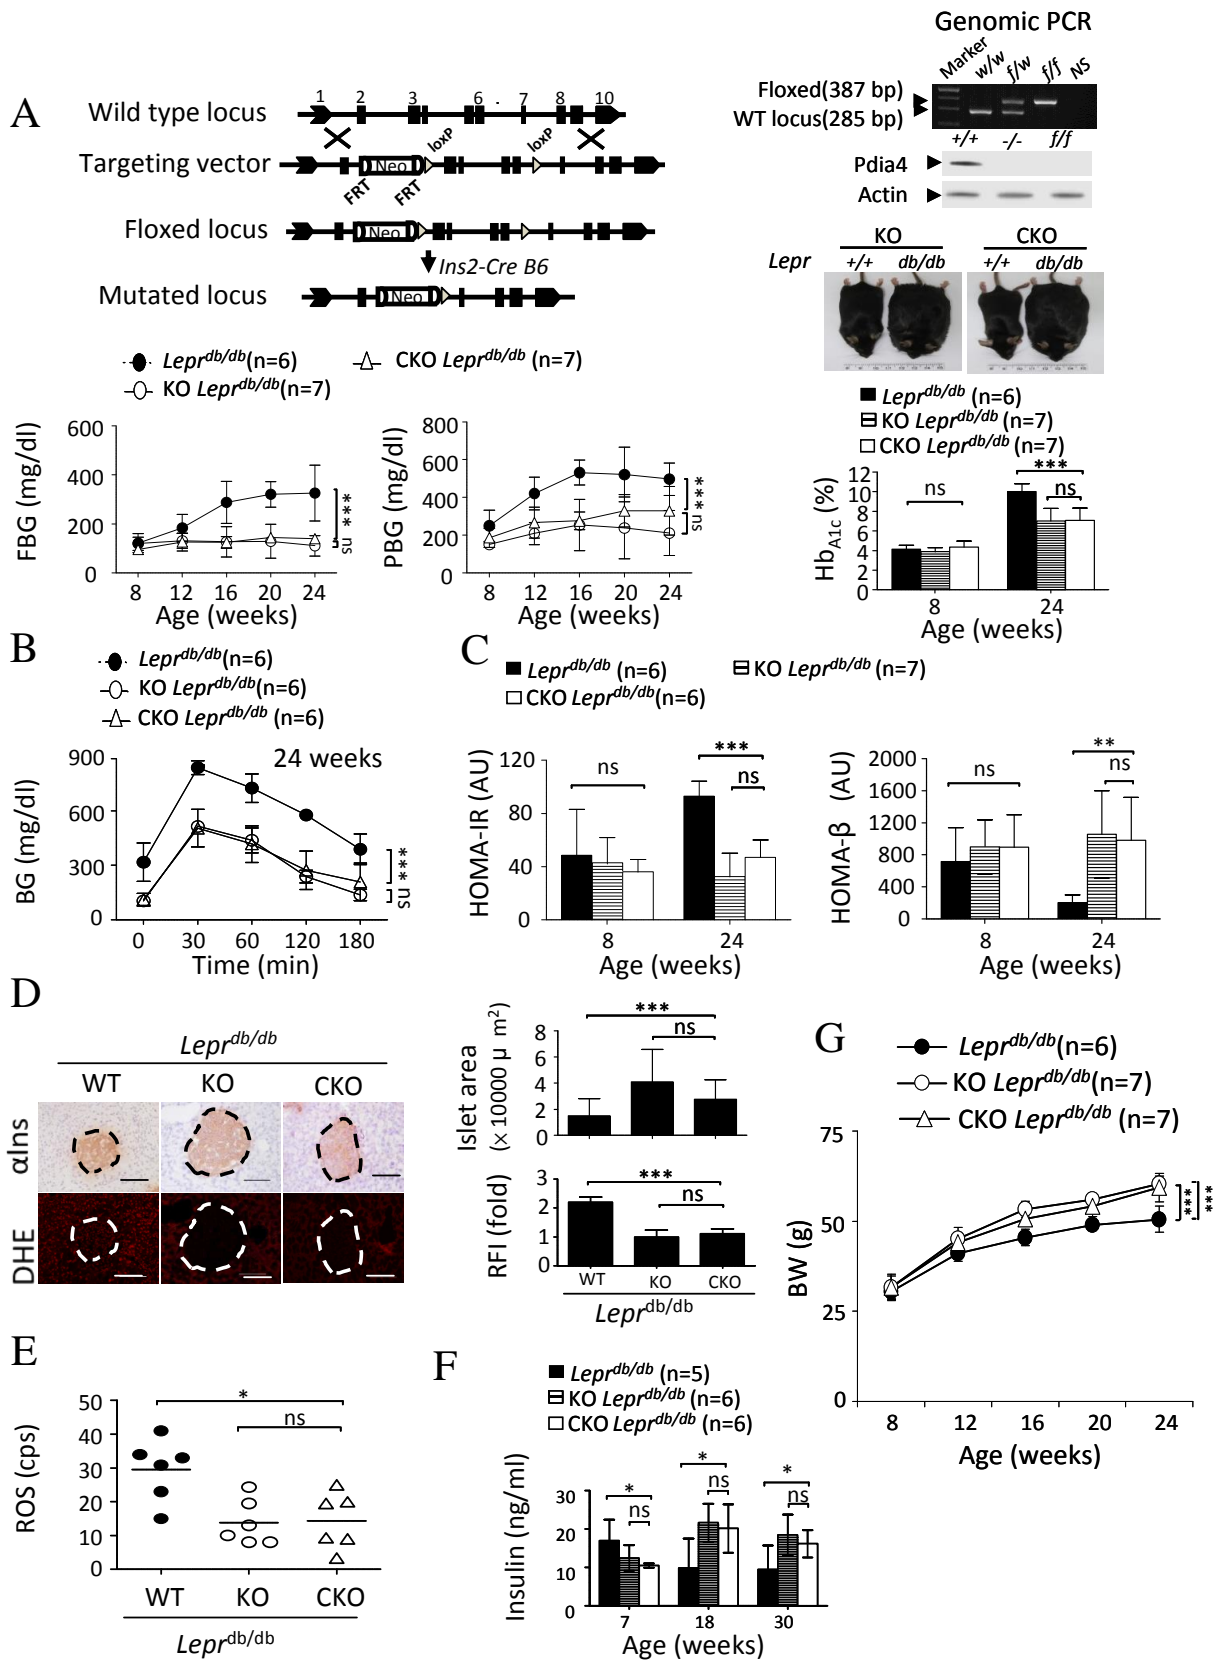 A
Wild type locus
1 2 3 6 7 8 10
Targeting vector
Neo
loxP
loxP
FRT
FRT
Floxed locus
Neo
Ins2-Cre B6
Mutated locus
Neo
Genomic PCR
Marker w/w f/w f/f NS
Floxed(387 bp)
WT locus(285 bp)
+/+ -/- f/f
Pdia4
Actin
KO CKO
Lepr +/+ db/db +/+ db/db
Lepr^db/db(n=6)
CKO Lepr^db/db (n=7)
KO Lepr^db/db(n=7)
FBG (mg/dl)
600
400
200
0
***
ns
8 12 16 20 24
Age (weeks)
PBG (mg/dl)
800
600
400
200
0
***
ns
8 12 16 20 24
Age (weeks)
Lepr^db/db (n=6)
KO Lepr^db/db (n=7)
CKO Lepr^db/db (n=7)
HbA1c (%)
12
10
8
6
4
2
0
ns
***
ns
8 24
Age (weeks)
B
Lepr^db/db(n=6)
KO Lepr^db/db(n=6)
CKO Lepr^db/db (n=6)
24 weeks
BG (mg/dl)
900
600
300
0
***
ns
0 30 60 120 180
Time (min)
C
Lepr^db/db (n=6)
KO Lepr^db/db (n=7)
CKO Lepr^db/db(n=6)
HOMA-IR (AU)
120
80
40
0
ns
***
ns
8 24
Age (weeks)
HOMA-β (AU)
2000
1600
1200
800
400
0
ns
**
ns
8 24
Age (weeks)
D
Lepr^db/db
WT KO CKO
αIns
DHE
Islet area
(x 10000 μ m²)
8
6
4
2
0
***
ns
RFI (fold)
3
2
1
0
***
ns
WT KO CKO
Lepr^db/db
E
ROS (cps)
50
40
30
20
10
0
*
ns
WT KO CKO
Lepr^db/db
F
Lepr^db/db (n=5)
KO Lepr^db/db (n=6)
CKO Lepr^db/db (n=6)
Insulin (ng/ml)
30
20
10
0
*
ns
*
ns
*
ns
7 18 30
Age (weeks)
G
Lepr^db/db(n=6)
KO Lepr^db/db(n=7)
CKO Lepr^db/db (n=7)
BW (g)
75
50
25
0
***
***
8 12 16 20 24
Age (weeks)